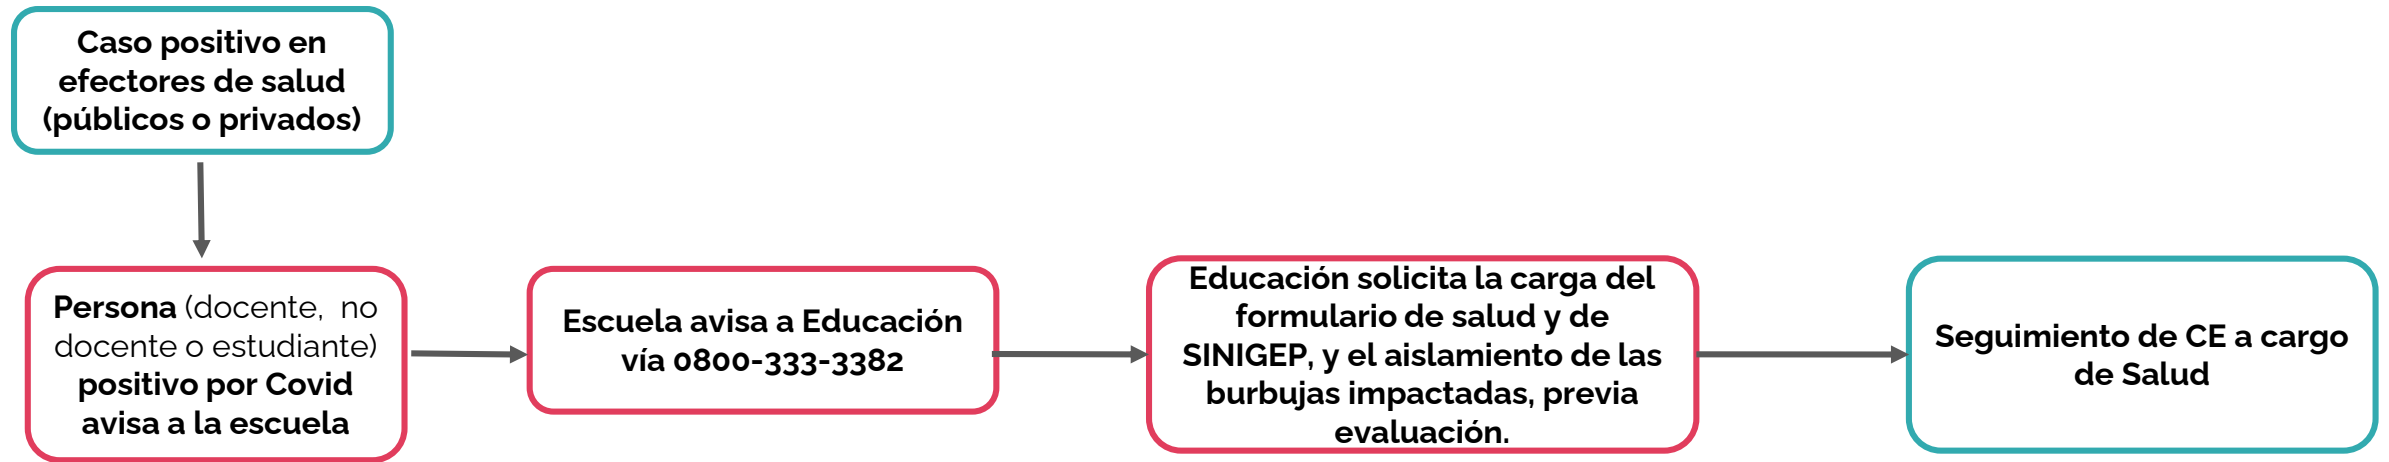 Caso positivo en
efectores de salud
(públicos o privados)
Persona (docente, no
docente o estudiante)
positivo por Covid
avisa a la escuela
Escuela avisa a Educación
vía 0800-333-3382
Educación solicita la carga del
formulario de salud y de
SINIGEP, y el aislamiento de las
burbujas impactadas, previa
evaluación.
Seguimiento de CE a cargo
de Salud